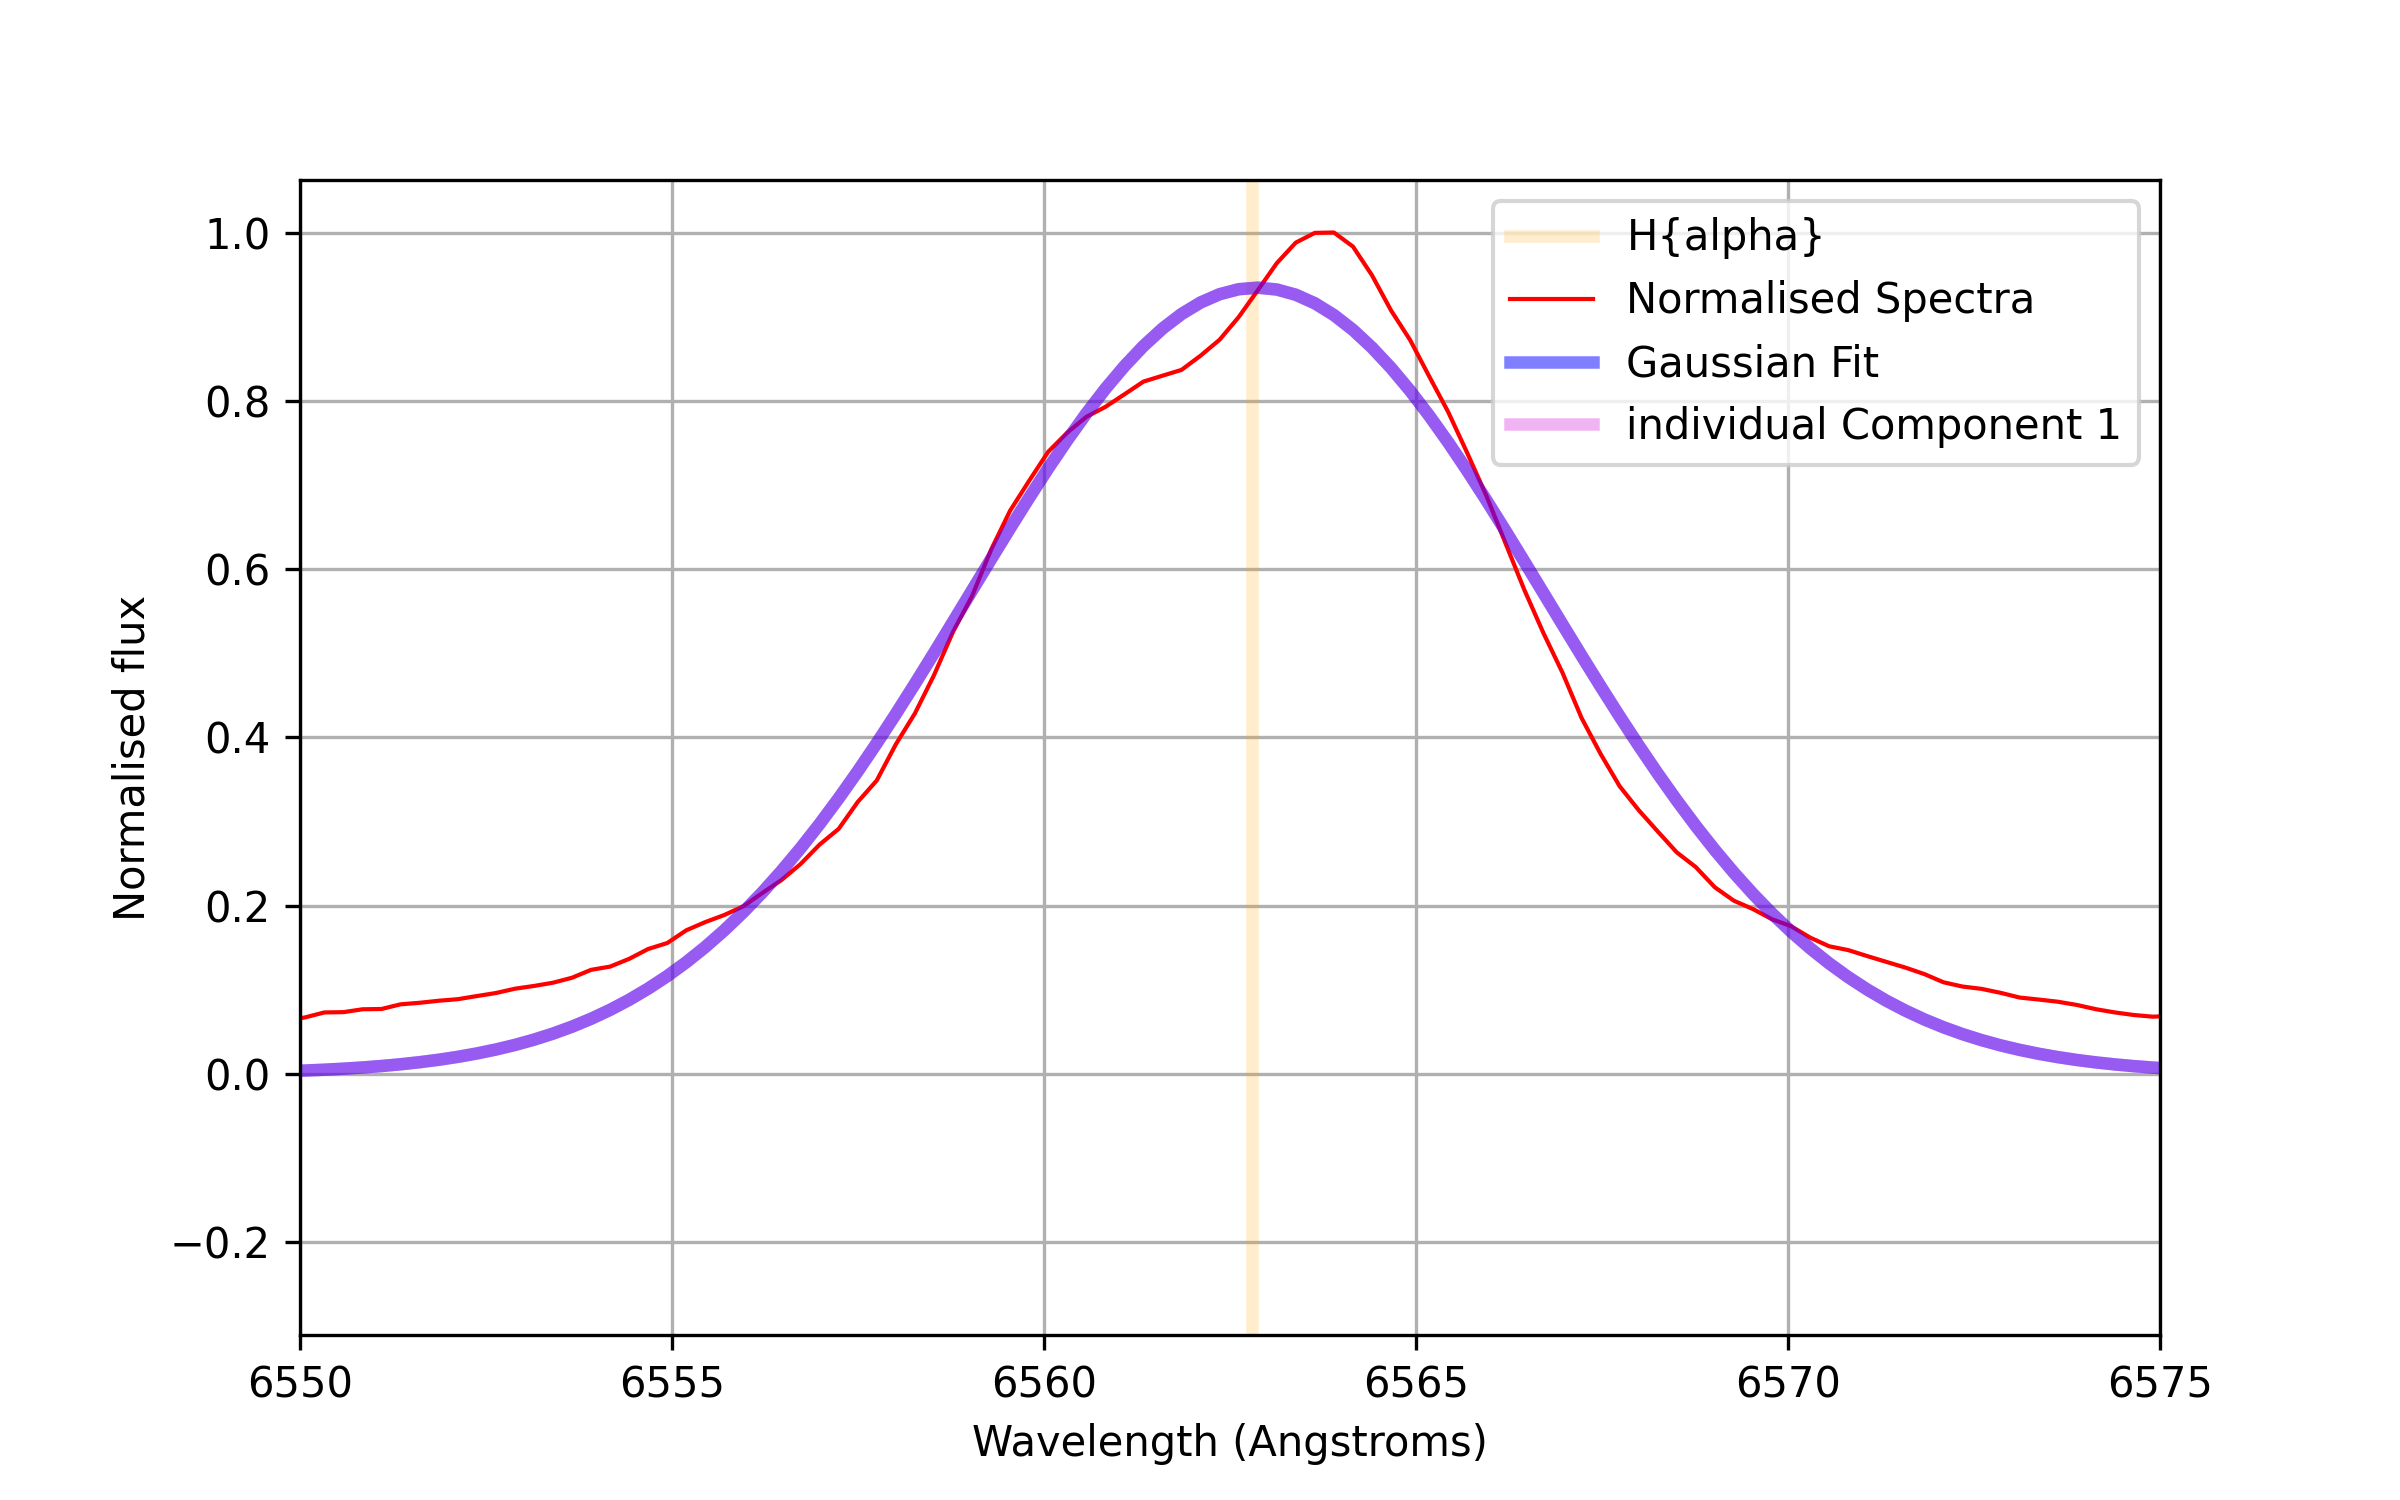 H{alpha}
Normalised Spectra
Gaussian Fit
individual Component 1
1.0
0.8
0.6
0.4
0.2
0.0
−0.2
Normalised flux
6550 6555 6560 6565 6570 6575
Wavelength (Angstroms)